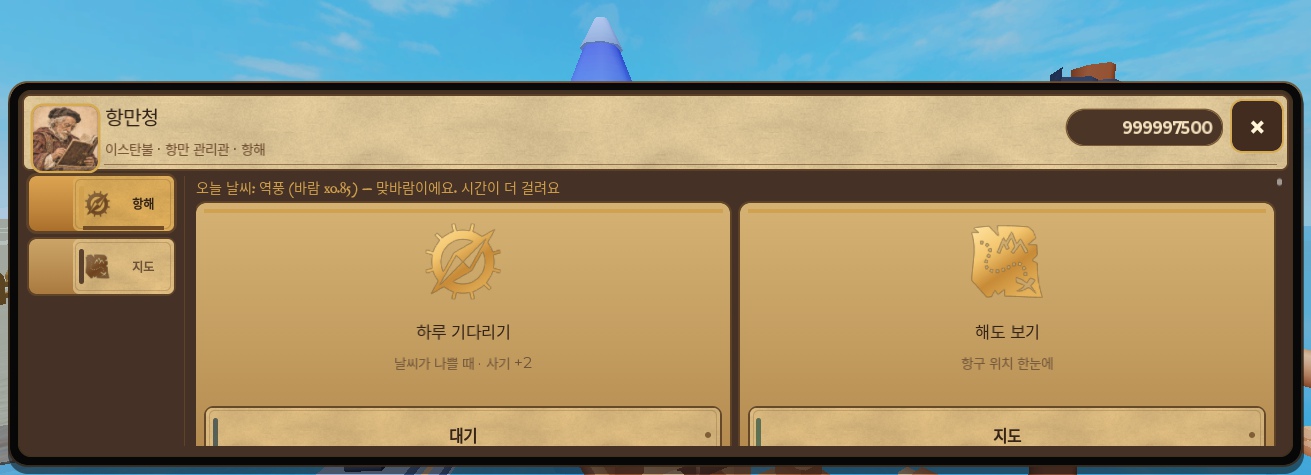 항만청
이스탄불 · 항만 관리관 · 항해
999997500
×
항해
지도
오늘 날씨: 역풍 (바람 x0.85) – 맞바람이에요. 시간이 더 걸려요
하루 기다리기
날씨가 나쁠 때 · 사기 +2
대기
해도 보기
항구 위치 한눈에
지도